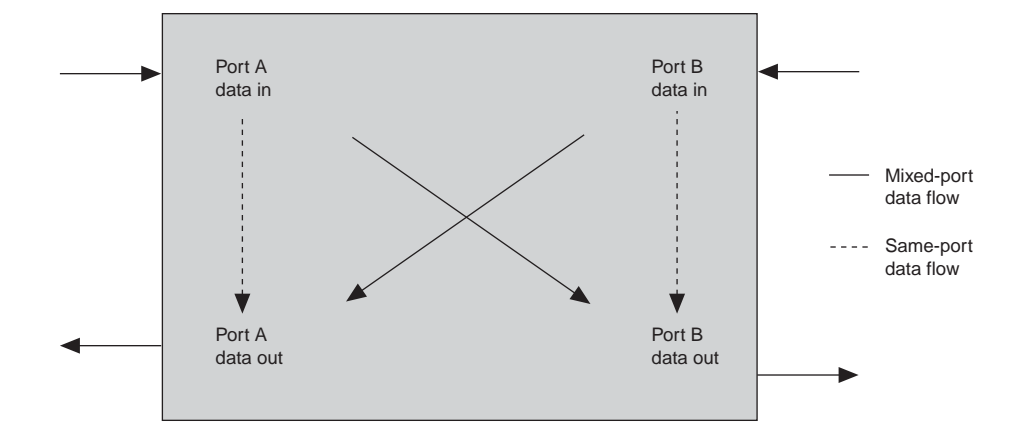 Port A
data in
Port B
data in
Mixed-port
data flow
Same-port
data flow
Port A
data out
Port B
data out